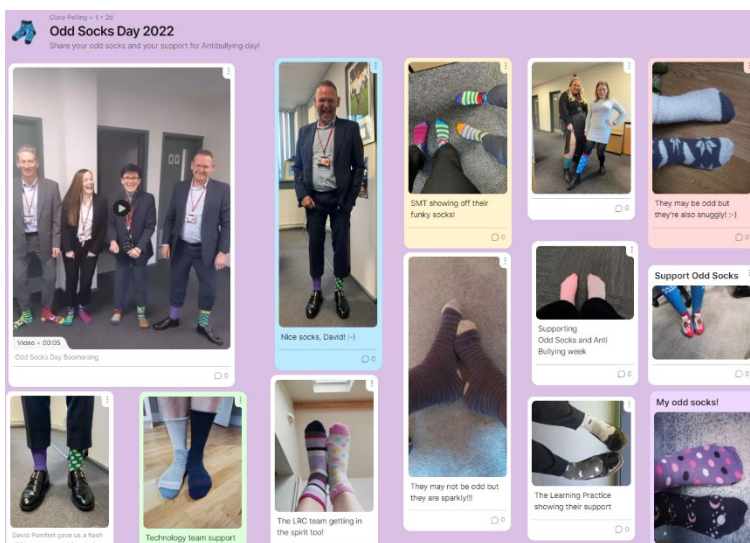 Clare Pelling + 1 • 2d
Odd Socks Day 2022
Share your odd socks and your support for Antibullying day!
Video • 00:05
Odd Socks Day Boomerang
0
Nice socks, David! :-)
0
SMT showing off their
funky socks!
0
0
They may be odd but
they're also snuggly! :-)
0
Supporting
Odd Socks and Anti
Bullying week
0
Support Odd Socks
0
David Pomfret gave us a flash
Technology team support
The LRC team getting in
the spirit too!
They may not be odd but
they are sparkly!!!
0
The Learning Practice
showing their support
0
My odd socks!